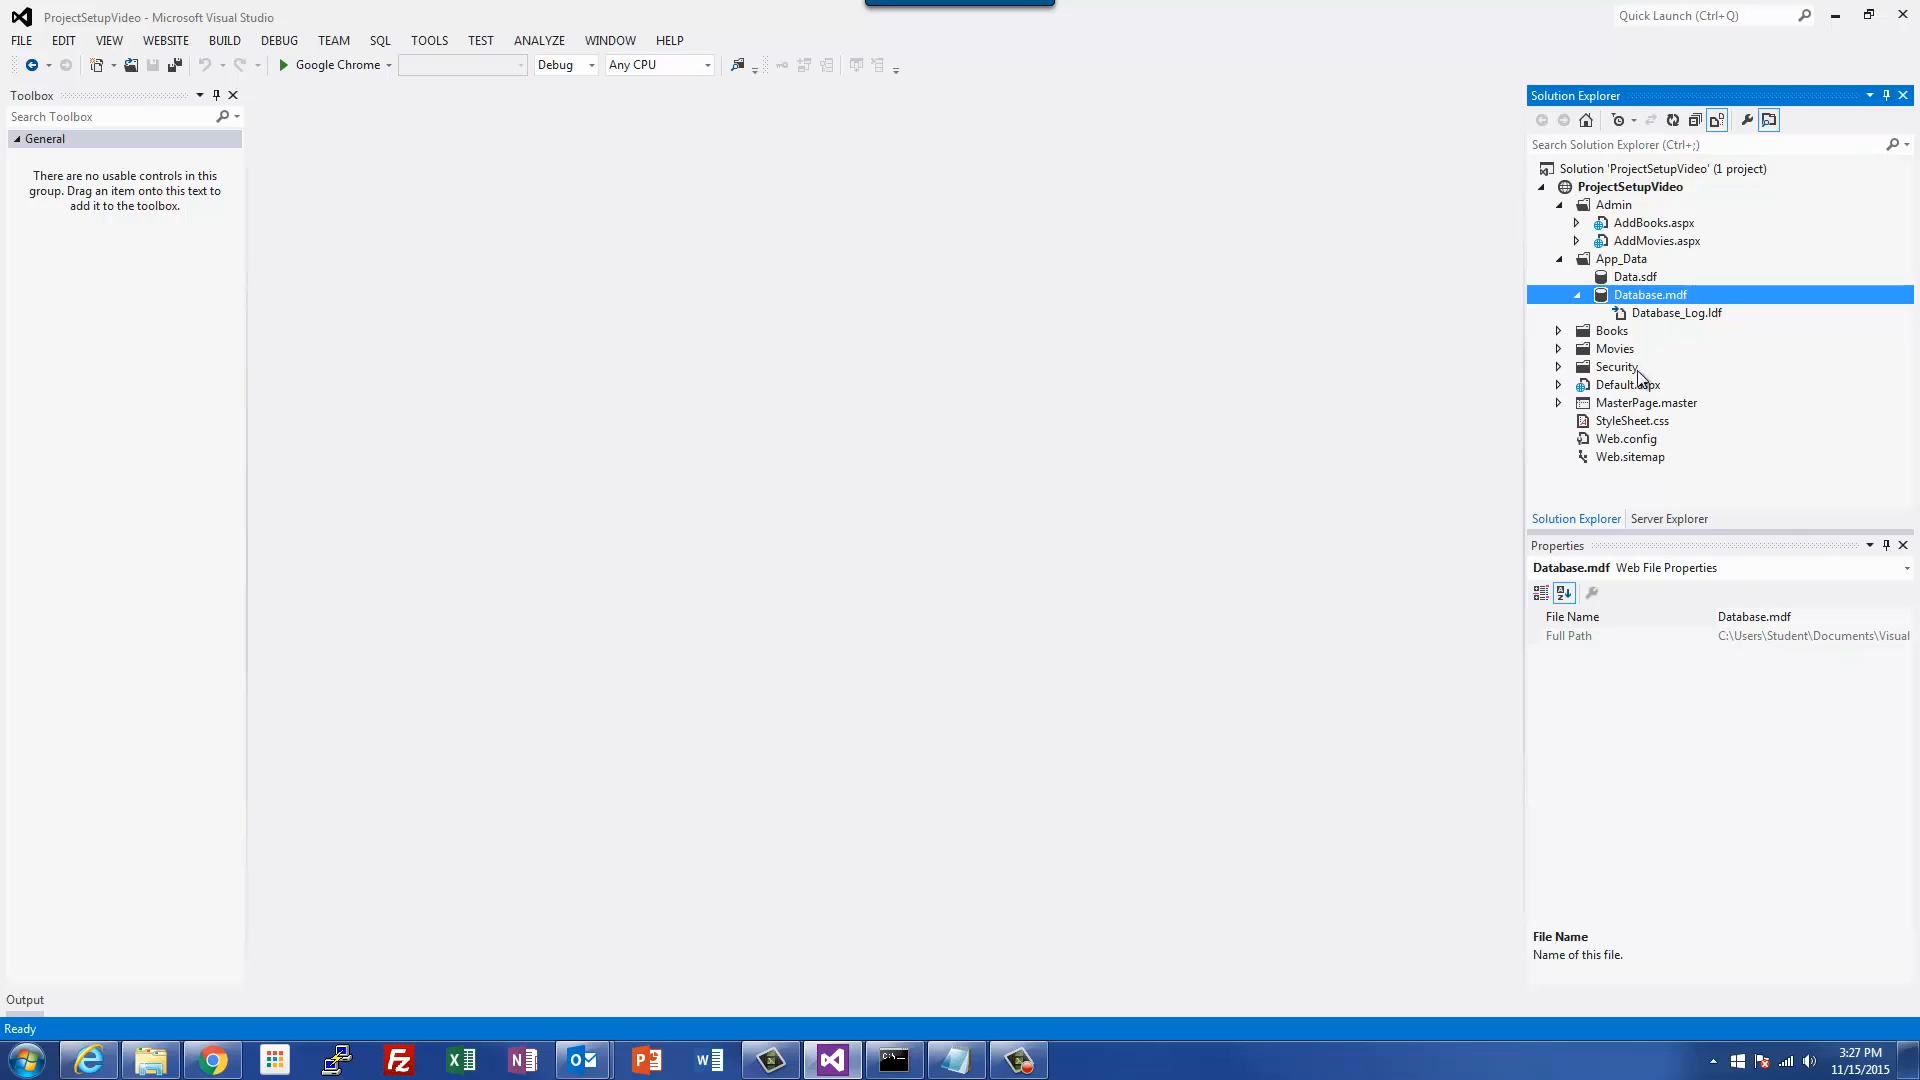 ProjectSetupVideo - Microsoft Visual Studio
Quick Launch (Ctrl+Q)
FILE EDIT VIEW WEBSITE BUILD DEBUG TEAM SQL TOOLS TEST ANALYZE WINDOW HELP
Google Chrome Debug Any CPU
Toolbox
Search Toolbox
General
There are no usable controls in this
group. Drag an item onto this text to
add it to the toolbox.
Solution Explorer
Search Solution Explorer (Ctrl+;)
Solution 'ProjectSetupVideo' (1 project)
ProjectSetupVideo
Admin
AddBooks.aspx
AddMovies.aspx
App_Data
Data.sdf
Database.mdf
Database_Log.ldf
Books
Movies
Security
Default.aspx
MasterPage.master
StyleSheet.css
Web.config
Web.sitemap
Solution Explorer Server Explorer
Properties
Database.mdf Web File Properties
File Name Database.mdf
Full Path C:\Users\Student\Documents\Visual
File Name
Name of this file.
Output
Ready
3:27 PM
11/15/2015